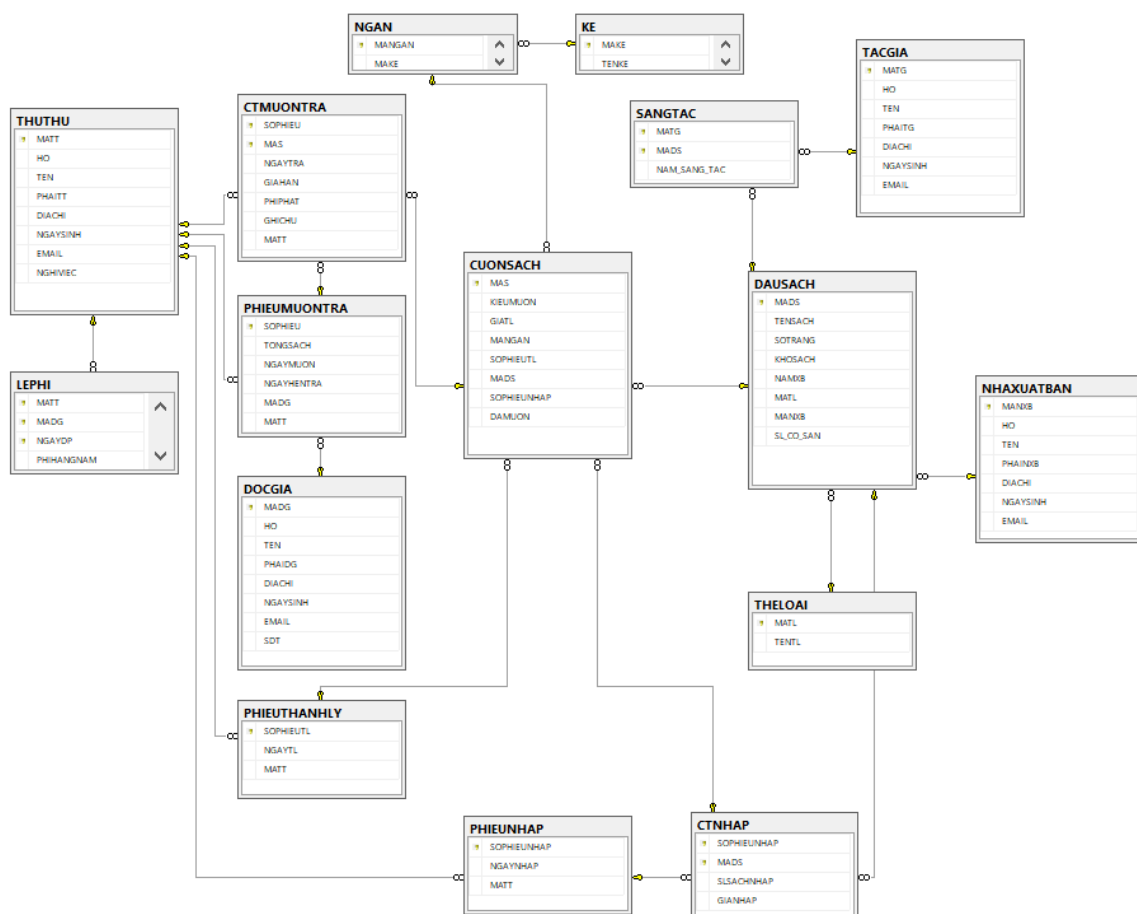 NGAN
MANGAN
MAKE
KE
MAKE
TENKE
TACGIA
MATG
HO
TEN
PHAITG
DIACHI
NGAYSINH
EMAIL
THUTHU
MATT
HO
TEN
PHAITT
DIACHI
NGAYSINH
EMAIL
NGHIVIEC
CTMUONTRA
SOPHIEU
MAS
NGAYTRA
GIAHAN
PHIPHAT
GHICHU
MATT
SANGTAC
MATG
MADS
NAM_SANG_TAC
CUONSACH
MAS
KIEUMUON
GIATL
MANGAN
SOPHIEUTL
MADS
SOPHIEUNHAP
DAMUON
DAUSACH
MADS
TENSACH
SOTRANG
KHOSACH
NAMXB
MATL
MANXB
SL_CO_SAN
PHIEUMUONTRA
SOPHIEU
TONGSACH
NGAYMUON
NGAYHENTRA
MADG
MATT
LEPHI
MATT
MADG
NGAYDP
PHIHANGNAM
NHAXUATBAN
MANXB
HO
TEN
PHAINXB
DIACHI
NGAYSINH
EMAIL
DOCGIA
MADG
HO
TEN
PHAIDG
DIACHI
NGAYSINH
EMAIL
SDT
THELOAI
MATL
TENTL
PHIEUTHANHLY
SOPHIEUTL
NGAYTL
MATT
PHIEUNHAP
SOPHIEUNHAP
NGAYNHAP
MATT
CTNHAP
SOPHIEUNHAP
MADS
SLSACHNHAP
GIANHAP